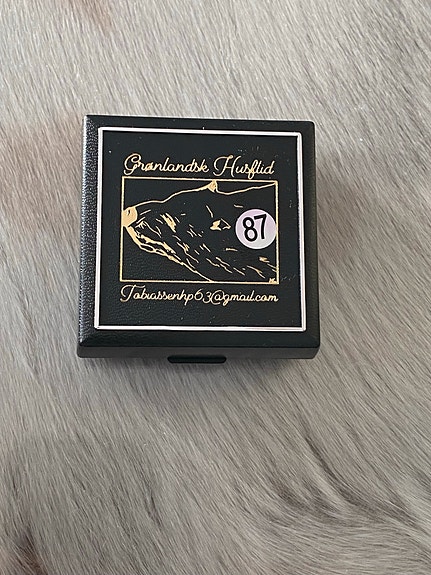 Grønlandsk Husflid
87
Tobiassenhp63@gmail.com